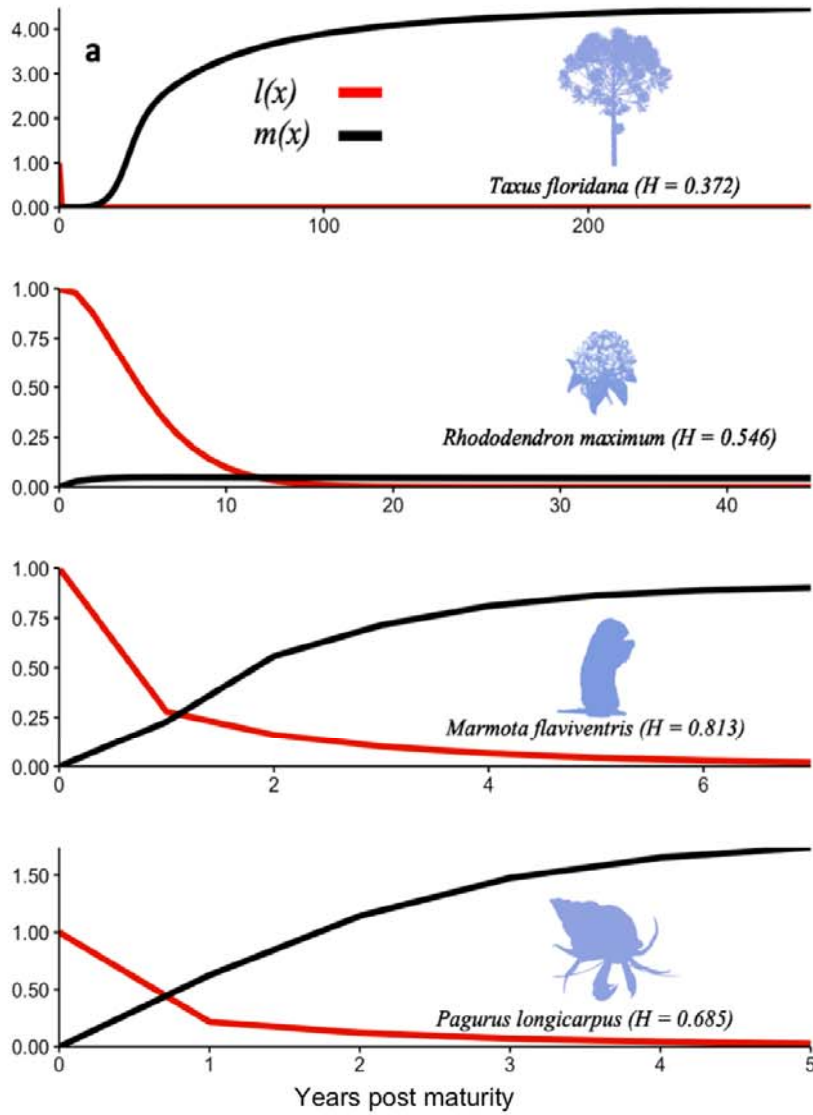 a
4.00
3.00
2.00
1.00
0.00
l(x)
m(x)
Taxus floridana (H = 0.372)
0 100 200
1.00
0.75
0.50
0.25
0.00
Rhododendron maximum (H = 0.546)
0 10 20 30 40
1.00
0.75
0.50
0.25
0.00
Marmota flaviventris (H = 0.813)
0 2 4 6
1.50
1.00
0.50
0.00
Pagurus longicarpus (H = 0.685)
0 1 2 3 4 5
Years post maturity